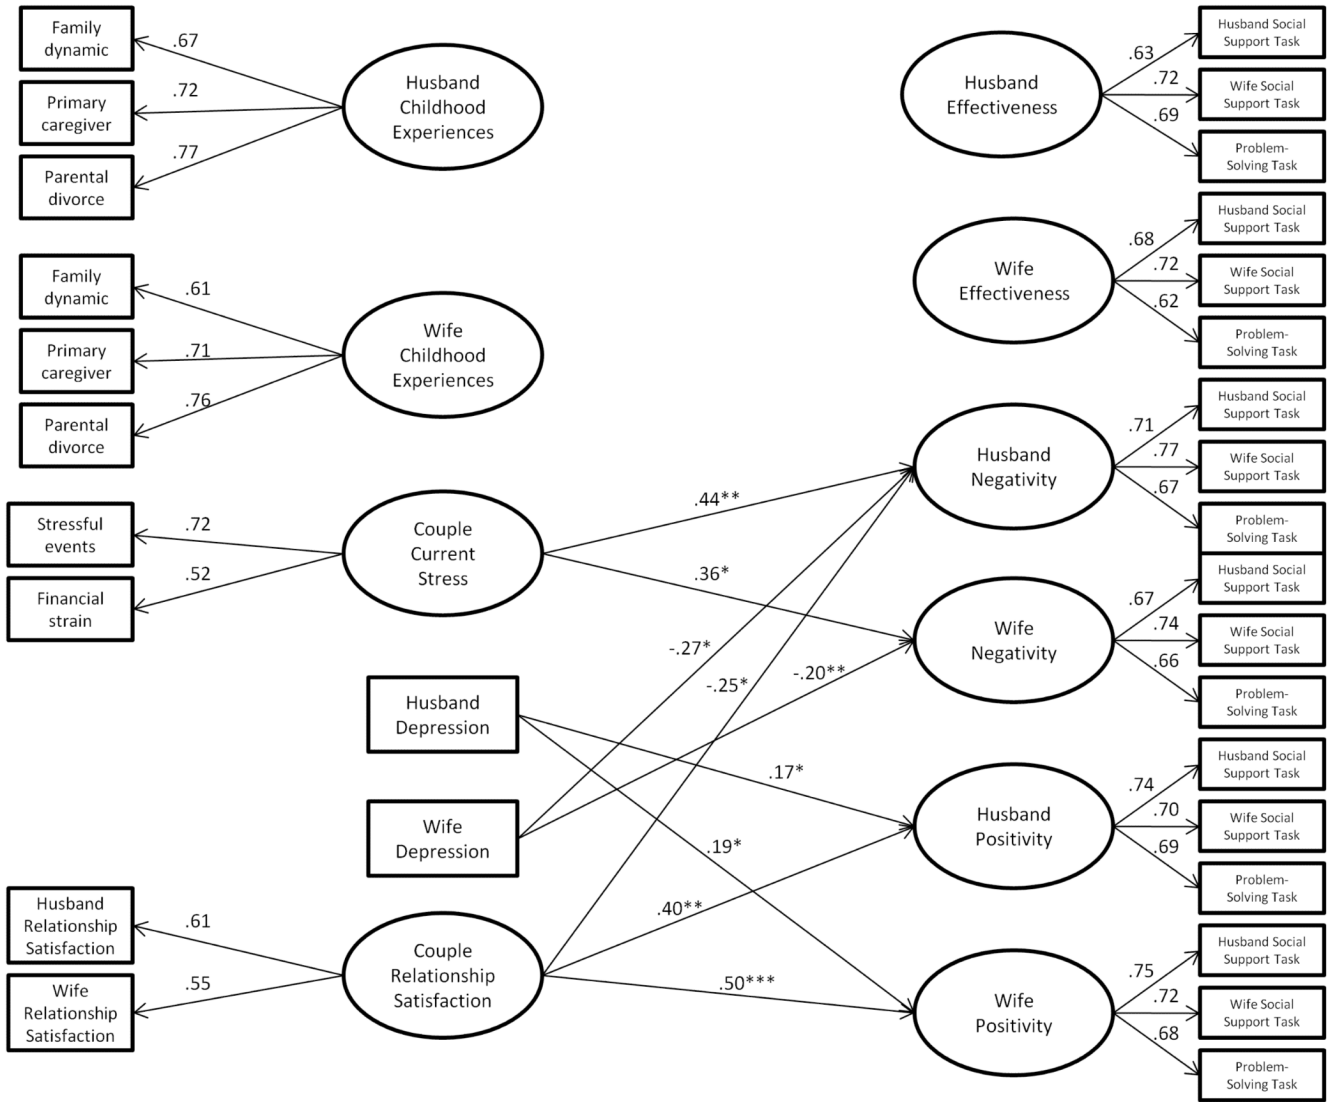 Family
dynamic
.67
Primary
caregiver
.72
Parental
divorce
.77
Husband
Childhood
Experiences
Family
dynamic
.61
Primary
caregiver
.71
Parental
divorce
.76
Wife
Childhood
Experiences
Stressful
events
.72
Financial
strain
.52
Couple
Current
Stress
.44**
.36*
Husband
Depression
.17*
.19*
Wife
Depression
-.27*
-.20**
Husband
Relationship
Satisfaction
.61
Wife
Relationship
Satisfaction
.55
Couple
Relationship
Satisfaction
-.25*
.40**
.50***
Husband
Effectiveness
.63
.72
.69
Husband Social
Support Task
Wife Social
Support Task
Problem-
Solving Task
Wife
Effectiveness
.68
.72
.62
Husband Social
Support Task
Wife Social
Support Task
Problem-
Solving Task
Husband
Negativity
.71
.77
.67
Husband Social
Support Task
Wife Social
Support Task
Problem-
Solving Task
Wife
Negativity
.67
.74
.66
Husband Social
Support Task
Wife Social
Support Task
Problem-
Solving Task
Husband
Positivity
.74
.70
.69
Husband Social
Support Task
Wife Social
Support Task
Problem-
Solving Task
Wife
Positivity
.75
.72
.68
Husband Social
Support Task
Wife Social
Support Task
Problem-
Solving Task